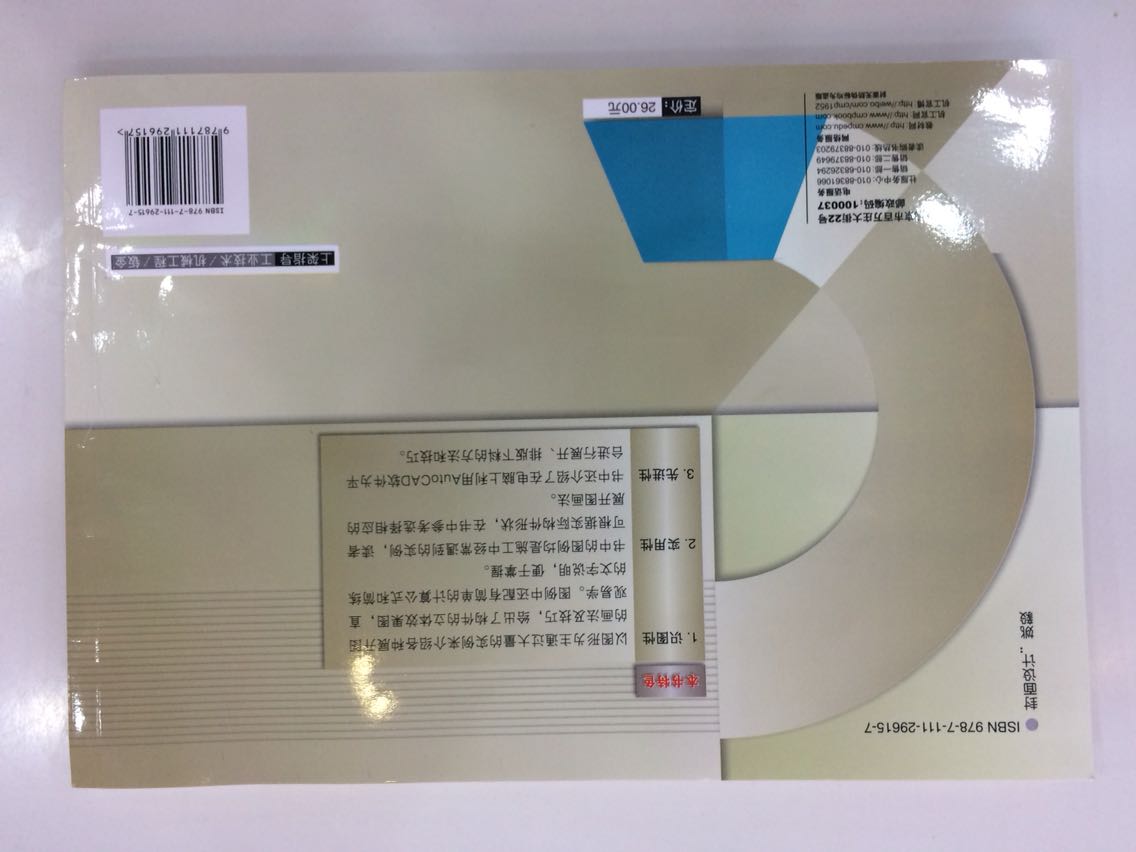 ● ISBN 978-7-111-29615-7
封面设计：姚毅
本书特色
1. 识图性
以图形为主通过大量的实例来介绍各种展开图
的画法及技巧，给出了构件的立体效果图，直
观易学。图例中还配有简单的计算公式和简练
的文字说明，便于掌握。
2. 实用性
书中的图例均是施工中经常遇到的实例，读者
可根据实际构件形状，在书中参考选择相应的
展开图画法。
3. 先进性
书中还介绍了在电脑上利用AutoCAD软件为平
台进行展开、排版下料的方法和技巧。
京市百万庄大街22号
邮政编码：100037
电话服务
社服务中心：010-88361066
销售一部：010-68326294
销售二部：010-88379649
读者购书热线：010-88379203
网络服务
教材网：http://www.cmpedu.com
机工官网：http://www.cmpbook.com
机工官博：http://weibo.com/cmp1952
封面无防伪标均为盗版
定价：26.00元
上架指导 工业技术／机械工程／钣金
ISBN 978-7-111-29615-7
9 787111 296157>